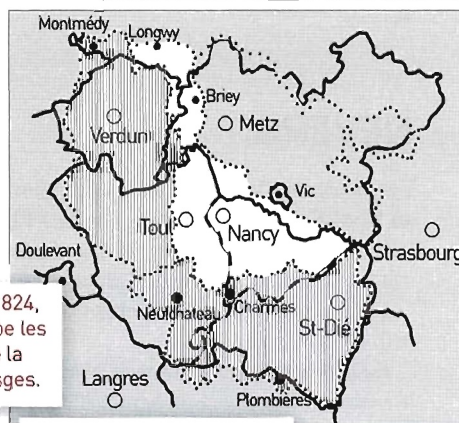 Montmédy
Longwy
Briey
Verdun
Metz
Vic
Toul
Nancy
Strasbourg
Doulevant
824,
be les
la
sges.
Neufchateau
Charmes
St-Dié
Langres
Plombières